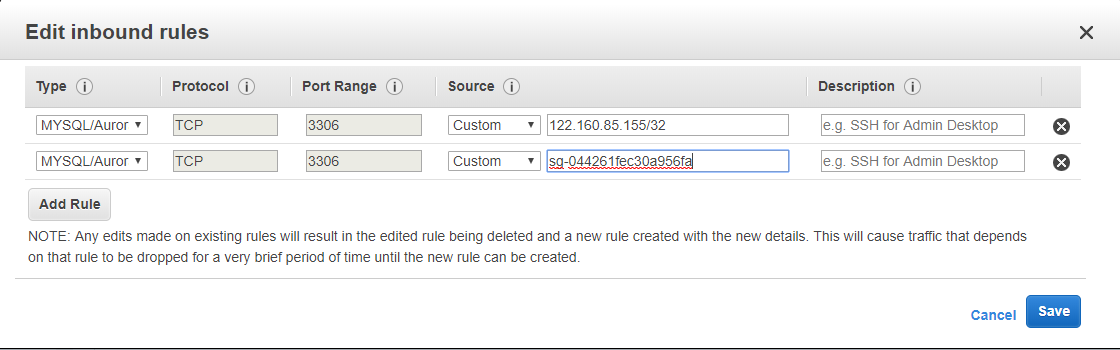 Edit inbound rules
Type Protocol Port Range Source Description
MYSQL/Auror TCP 3306 Custom 122.160.85.155/32 e.g. SSH for Admin Desktop
MYSQL/Auror TCP 3306 Custom sg-044261fec30a956fa e.g. SSH for Admin Desktop
Add Rule
NOTE: Any edits made on existing rules will result in the edited rule being deleted and a new rule created with the new details. This will cause traffic that depends
on that rule to be dropped for a very brief period of time until the new rule can be created.
Cancel Save